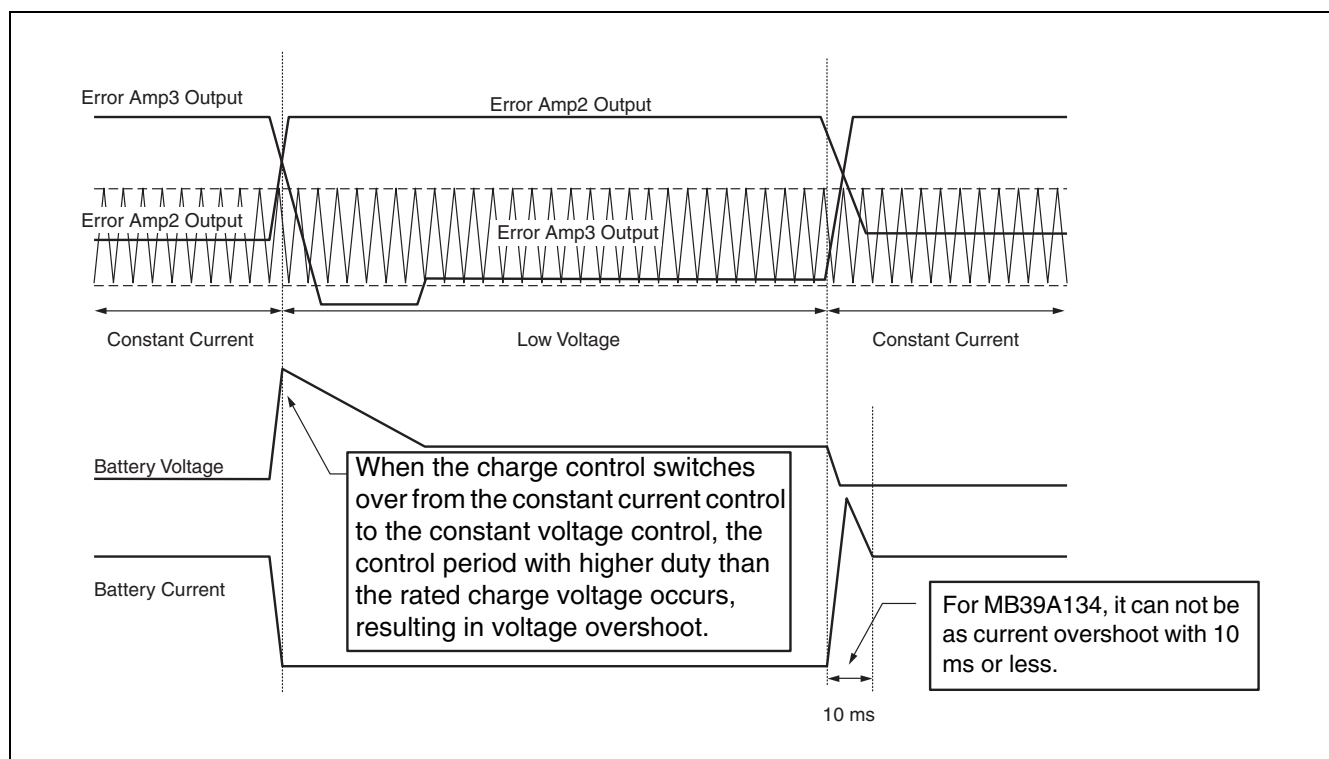 Error Amp3 Output
Error Amp2 Output
Error Amp2 Output
Error Amp3 Output
Constant Current
Low Voltage
Constant Current
Battery Voltage
When the charge control switches
over from the constant current control
to the constant voltage control, the
control period with higher duty than
the rated charge voltage occurs,
resulting in voltage overshoot.
Battery Current
For MB39A134, it can not be
as current overshoot with 10
ms or less.
10 ms